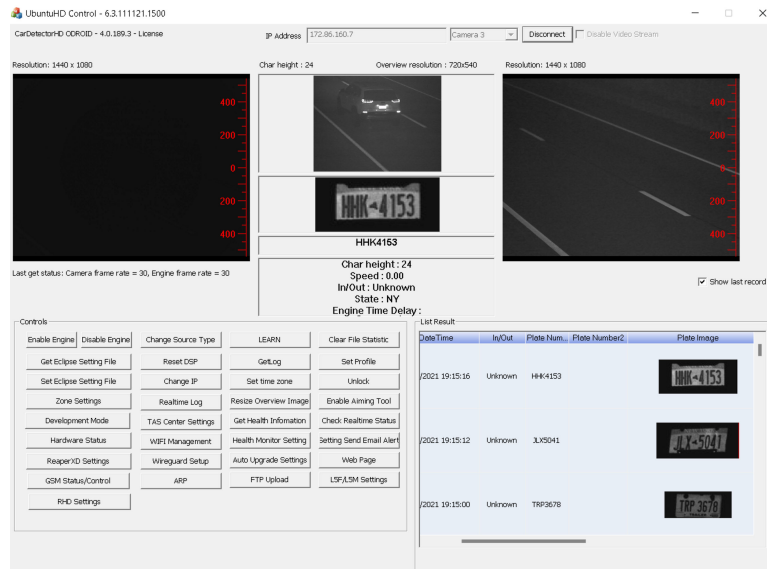 UbuntuHD Control - 6.3.111121.1500
CarDetectorHD ODROID - 4.0.189.3 - License
IP Address 172.86.160.7 Camera 3 Disconnect Disable Video Stream
Resolution: 1440 x 1080
Char height : 24 Overview resolution : 720x540
Resolution: 1440 x 1080
400
200
0
200
400
HHK 4153
HHK4153
Char height : 24
Speed : 0.00
In/Out : Unknown
State : NY
Engine Time Delay :
400
200
0
200
400
Last get status: Camera frame rate = 30, Engine frame rate = 30
Show last record
Controls
Enable Engine Disable Engine Change Source Type LEARN Clear File Statistic
Get Eclipse Setting File Reset DSP GetLog Set Profile
Set Eclipse Setting File Change IP Set time zone Unlock
Zone Settings Realtime Log Resize Overview Image Enable Aiming Tool
Development Mode TAS Center Settings Get Health Infomation Check Realtime Status
Hardware Status WIFI Management Health Monitor Setting Setting Send Email Alert
ReaperXD Settings Wireguard Setup Auto Upgrade Settings Web Page
GSM Status/Control ARP FTP Upload L5F/L5M Settings
RHD Settings
List Result
DateTime In/Out Plate Num... Plate Number2 Plate Image
/2021 19:15:16 Unknown HHK4153 HHK 4153
/2021 19:15:12 Unknown JLX5041 JLX 5041
/2021 19:15:00 Unknown TRP3678 TRP 3678